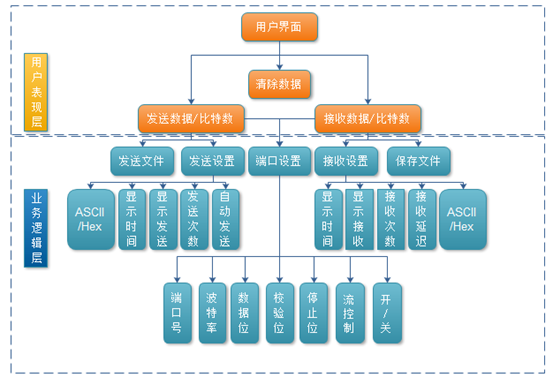 用户界面
清除数据
用户表现层
发送数据/比特数
接收数据/比特数
发送文件
发送设置
端口设置
接收设置
保存文件
业务逻辑层
ASCII
/Hex
显示时间
显示发送
发送次数
自动发送
显示时间
显示接收
接收次数
接收延迟
ASCII
/Hex
端口号
波特率
数据位
校验位
停止位
流控制
开/关